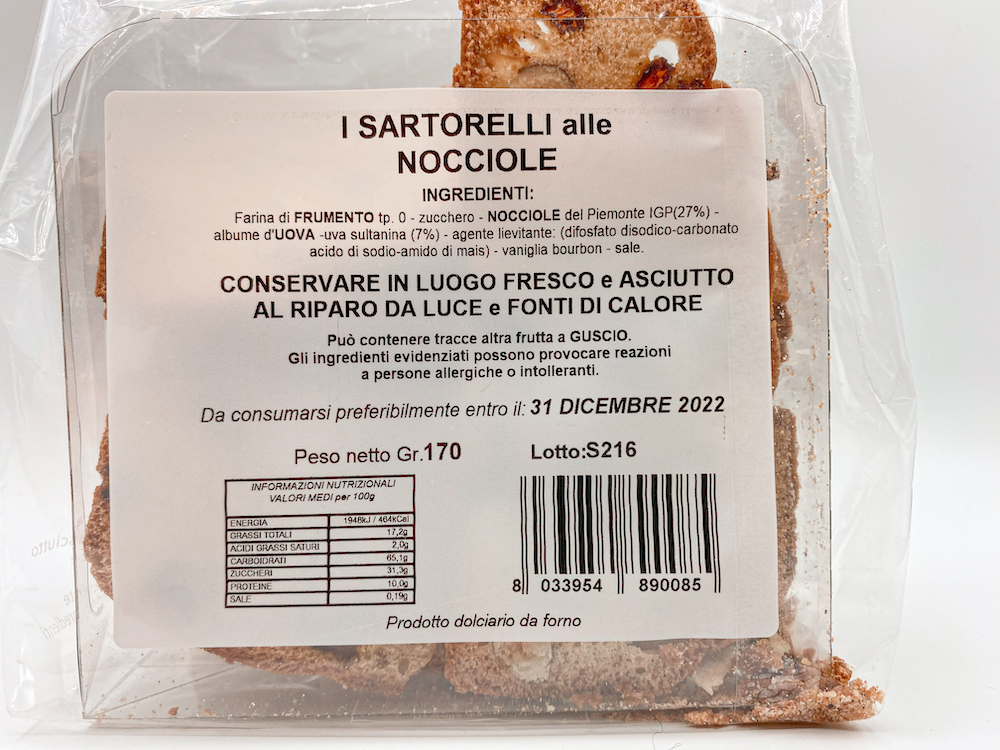 I SARTORELLI alle
NOCCIOLE
INGREDIENTI:
Farina di FRUMENTO tp. 0 - zucchero - NOCCIOLE del Piemonte IGP(27%) -
albume d'UOVA -uva sultanina (7%) - agente lievitante: (difosfato disodico-carbonato
acido di sodio-amido di mais) - vaniglia bourbon - sale.
CONSERVARE IN LUOGO FRESCO e ASCIUTTO
AL RIPARO DA LUCE e FONTI DI CALORE
Può contenere tracce altra frutta a GUSCIO.
Gli ingredienti evidenziati possono provocare reazioni
a persone allergiche o intolleranti.
Da consumarsi preferibilmente entro il: 31 DICEMBRE 2022
Peso netto Gr.170 Lotto:S216
INFORMAZIONI NUTRIZIONALI
VALORI MEDI per 100g
ENERGIA 1946kJ / 464kCal
GRASSI TOTALI 17,2g
ACIDI GRASSI SATURI 2,0g
CARBOIDRATI 65,1g
ZUCCHERI 31,3g
PROTEINE 10,0g
SALE 0,19g
8 033954 890085
Prodotto dolciario da forno